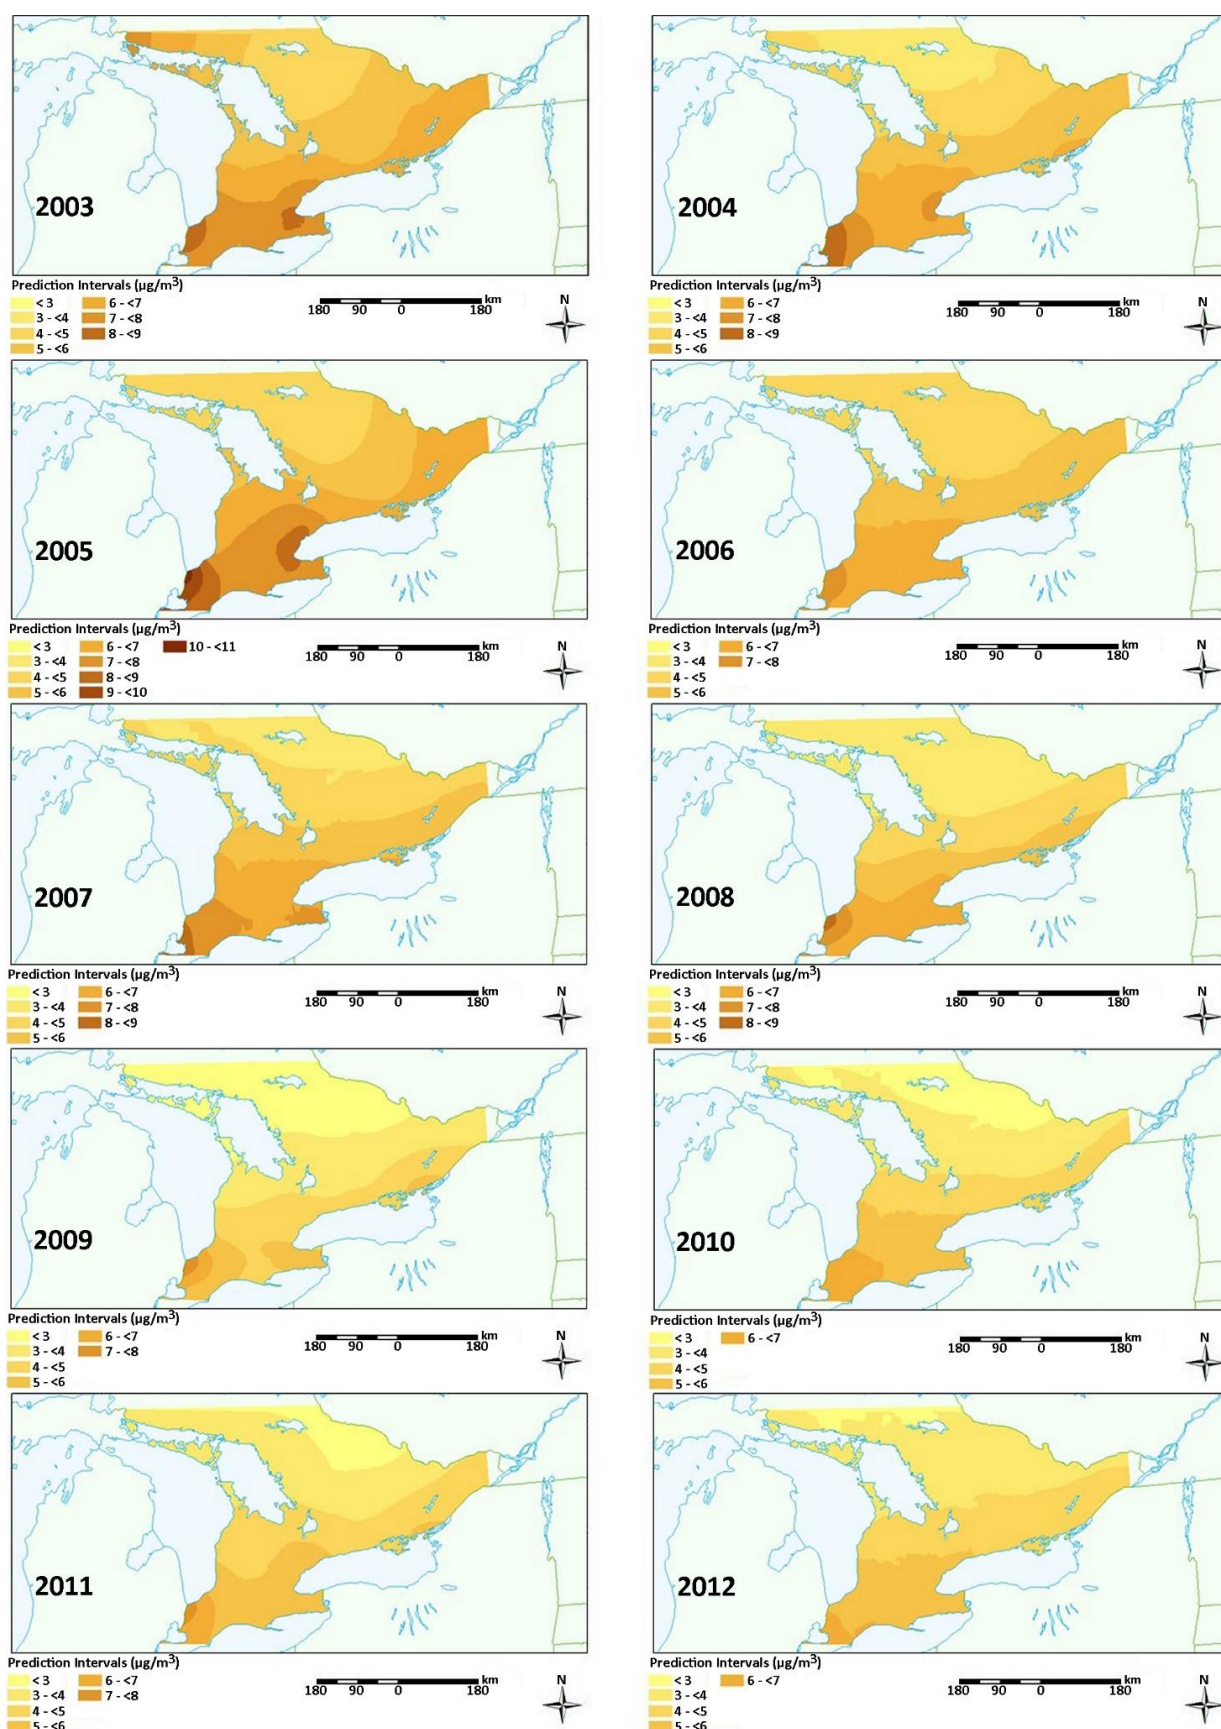 2003
2004
Prediction Intervals (µg/m³)
< 3 6 - <7
3 - <4 7 - <8
4 - <5 8 - <9
5 - <6
km
180 90 0 180
N
Prediction Intervals (µg/m³)
< 3 6 - <7
3 - <4 7 - <8
4 - <5 8 - <9
5 - <6
km
180 90 0 180
N
2005
2006
Prediction Intervals (µg/m³)
< 3 6 - <7 10 - <11
3 - <4 7 - <8
4 - <5 8 - <9
5 - <6 9 - <10
km
180 90 0 180
N
Prediction Intervals (µg/m³)
< 3 6 - <7
3 - <4 7 - <8
4 - <5
5 - <6
km
180 90 0 180
N
2007
2008
Prediction Intervals (µg/m³)
< 3 6 - <7
3 - <4 7 - <8
4 - <5 8 - <9
5 - <6
km
180 90 0 180
N
Prediction Intervals (µg/m³)
< 3 6 - <7
3 - <4 7 - <8
4 - <5 8 - <9
5 - <6
km
180 90 0 180
N
2009
2010
Prediction Intervals (µg/m³)
< 3 6 - <7
3 - <4 7 - <8
4 - <5
5 - <6
km
180 90 0 180
N
Prediction Intervals (µg/m³)
< 3 6 - <7
3 - <4
4 - <5
5 - <6
km
180 90 0 180
N
2011
2012
Prediction Intervals (µg/m³)
< 3 6 - <7
3 - <4 7 - <8
4 - <5
5 - <6
km
180 90 0 180
N
Prediction Intervals (µg/m³)
< 3 6 - <7
3 - <4
4 - <5
5 - <6
km
180 90 0 180
N